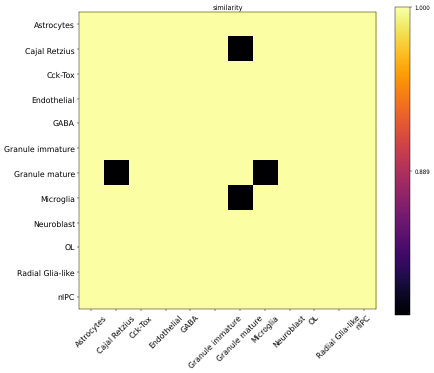 similarity
Astrocytes
Cajal Retzius
Cck-Tox
Endothelial
GABA
Granule immature
Granule mature
Microglia
Neuroblast
OL
Radial Glia-like
nIPC
1.000
0.889
Astrocytes
Cajal Retzius
Cck-Tox
Endothelial
GABA
Granule immature
Granule mature
Microglia
Neuroblast
OL
Radial Glia-like
nIPC